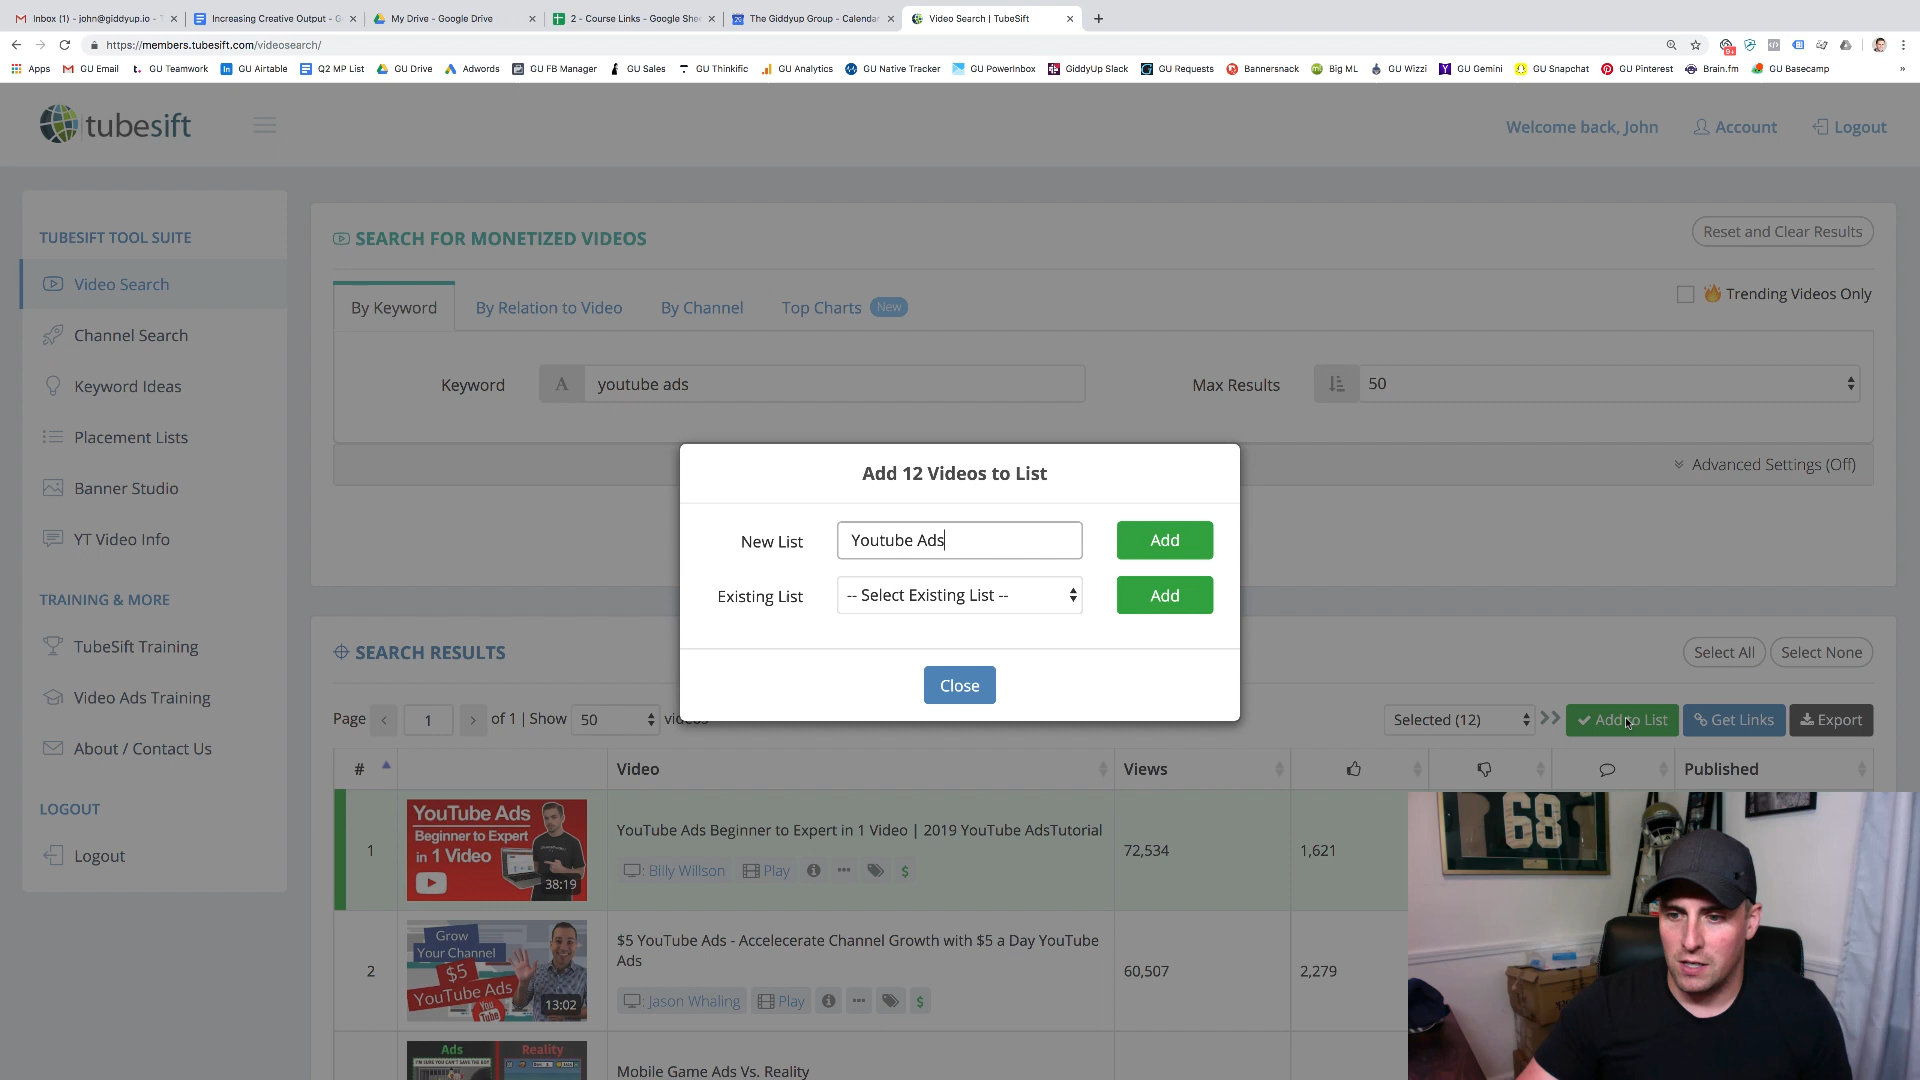 Inbox (1) - john@giddyup.io -
Increasing Creative Output - G
My Drive - Google Drive
2 - Course Links - Google She
The Giddyup Group - Calenda
Video Search | TubeSift
https://members.tubesift.com/videosearch/
9+
Apps
GU Email
GU Teamwork
GU Airtable
Q2 MP List
GU Drive
Adwords
GU FB Manager
GU Sales
GU Thinkific
GU Analytics
GU Native Tracker
GU PowerInbox
GiddyUp Slack
GU Requests
Bannersnack
Big ML
GU Wizzi
GU Gemini
GU Snapchat
GU Pinterest
Brain.fm
GU Basecamp
tubesift
Welcome back, John
Account
Logout
TUBESIFT TOOL SUITE
Video Search
Channel Search
Keyword Ideas
Placement Lists
Banner Studio
YT Video Info
TRAINING & MORE
TubeSift Training
Video Ads Training
About / Contact Us
LOGOUT
Logout
SEARCH FOR MONETIZED VIDEOS
Reset and Clear Results
By Keyword
By Relation to Video
By Channel
Top Charts New
Trending Videos Only
Keyword
A
youtube ads
Max Results
50
Advanced Settings (Off)
Add 12 Videos to List
New List
Youtube Ads
Add
Existing List
-- Select Existing List --
Add
Close
SEARCH RESULTS
Select All
Select None
Page < 1 > of 1 | Show 50 videos
Selected (12)
Add to List
Get Links
Export
#
Video
Views
Published
1
YouTube Ads
Beginner to Expert
in 1 Video
38:19
YouTube Ads Beginner to Expert in 1 Video | 2019 YouTube AdsTutorial
: Billy Willson
Play
$
72,534
1,621
2
Grow
Your Channel
$5
YouTube Ads
You
Tube
13:02
$5 YouTube Ads - Accelecerate Channel Growth with $5 a Day YouTube
Ads
: Jason Whaling
Play
$
60,507
2,279
Ads
Reality
Mobile Game Ads Vs. Reality
68